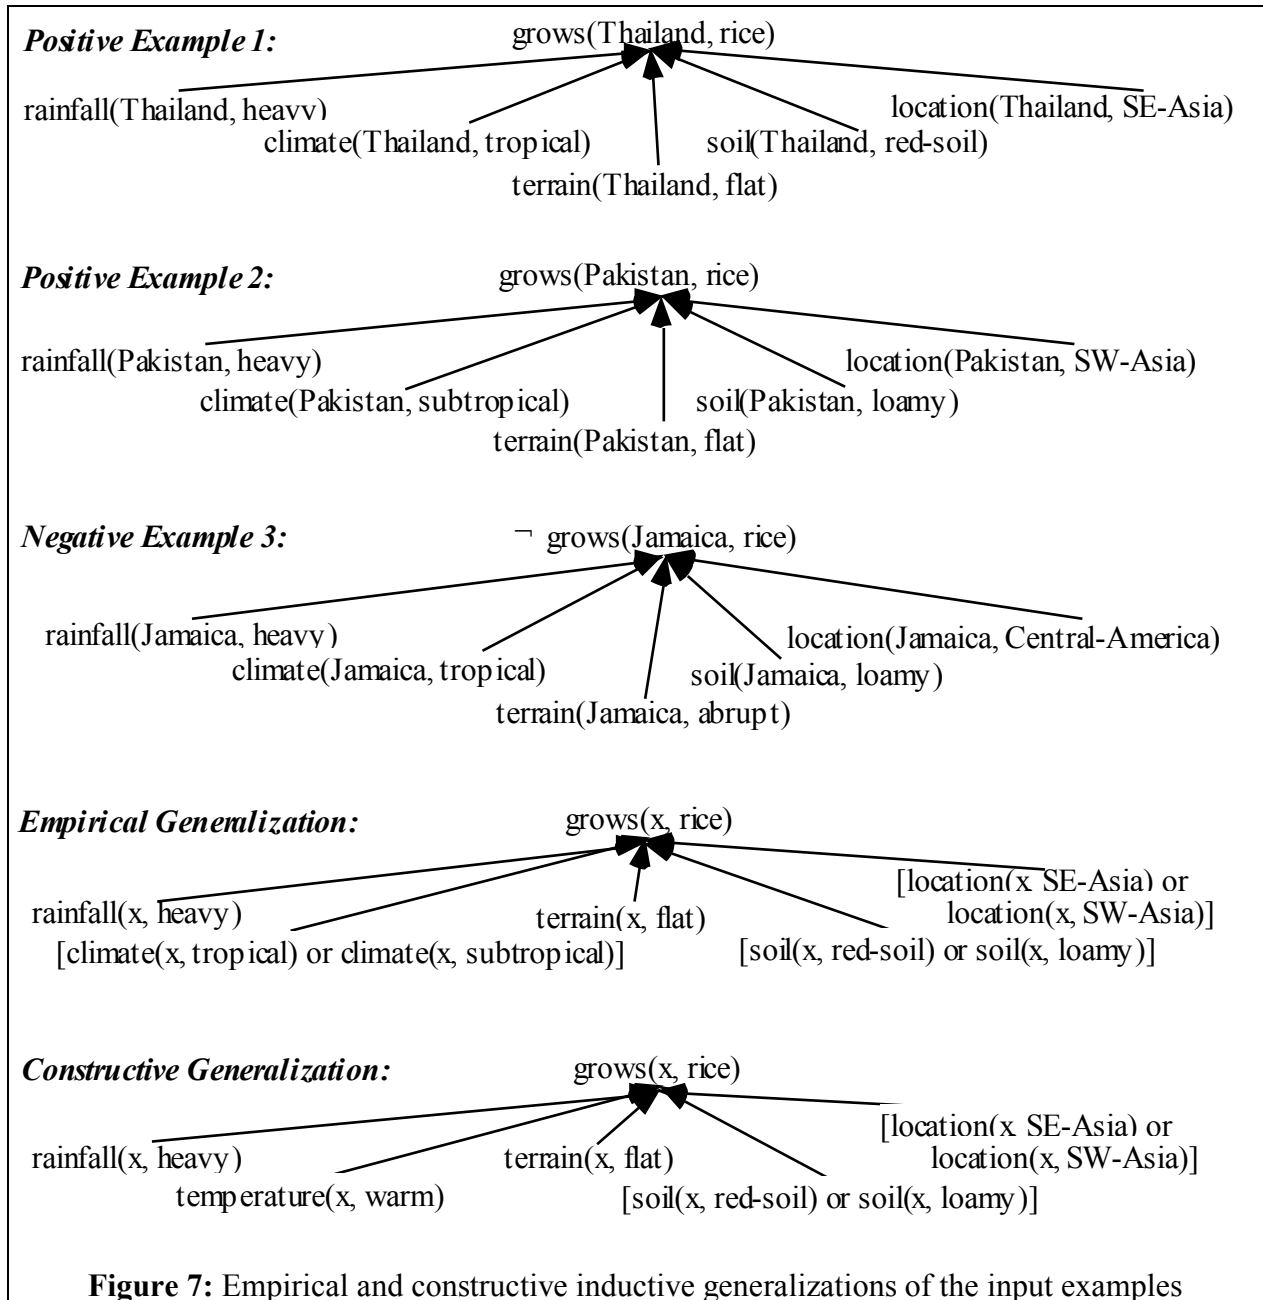 Positive Example 1:
grows(Thailand, rice)
rainfall(Thailand, heavy)
location(Thailand, SE-Asia)
climate(Thailand, tropical)
soil(Thailand, red-soil)
terrain(Thailand, flat)
Positive Example 2:
grows(Pakistan, rice)
rainfall(Pakistan, heavy)
location(Pakistan, SW-Asia)
climate(Pakistan, subtropical)
soil(Pakistan, loamy)
terrain(Pakistan, flat)
Negative Example 3:
¬ grows(Jamaica, rice)
rainfall(Jamaica, heavy)
location(Jamaica, Central-America)
climate(Jamaica, tropical)
soil(Jamaica, loamy)
terrain(Jamaica, abrupt)
Empirical Generalization:
grows(x, rice)
[location(x, SE-Asia) or
location(x, SW-Asia)]
rainfall(x, heavy)
terrain(x, flat)
[climate(x, tropical) or climate(x, subtropical)]
[soil(x, red-soil) or soil(x, loamy)]
Constructive Generalization:
grows(x, rice)
[location(x, SE-Asia) or
location(x, SW-Asia)]
rainfall(x, heavy)
terrain(x, flat)
temperature(x, warm)
[soil(x, red-soil) or soil(x, loamy)]
Figure 7: Empirical and constructive inductive generalizations of the input examples